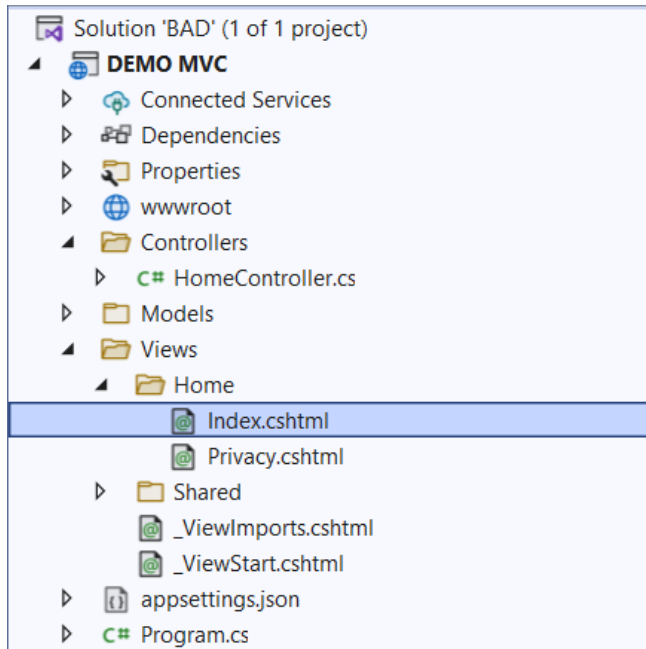 Solution 'BAD' (1 of 1 project)
DEMO MVC
Connected Services
Dependencies
Properties
wwwroot
Controllers
C# HomeController.cs
Models
Views
Home
Index.cshtml
Privacy.cshtml
Shared
_ViewImports.cshtml
_ViewStart.cshtml
appsettings.json
C# Program.cs